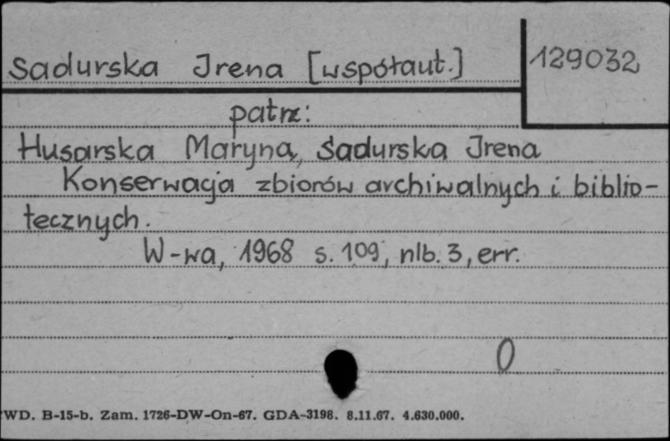 Sadurska Irena [współaut.]
129032
patrz:
Husarska Maryna, Sadurska Irena
Konserwacja zbiorów archiwalnych i biblio-
tecznych.
W-wa, 1968 s. 109, nlb. 3, err.
0
WD. B-15-b. Zam. 1726-DW-On-67. GDA-3198. 8.11.67. 4.630.000.